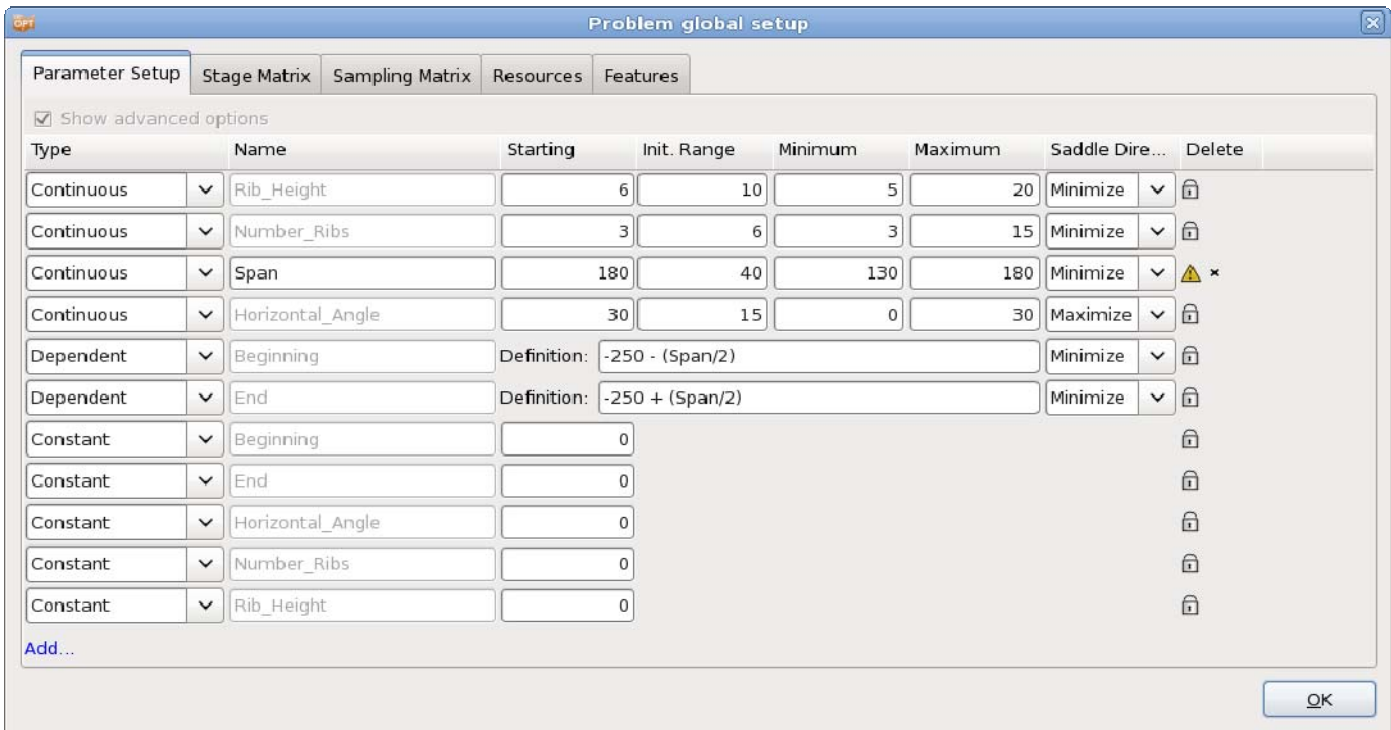 OPT
Problem global setup
Parameter Setup Stage Matrix Sampling Matrix Resources Features
Show advanced options
Type Name Starting Init. Range Minimum Maximum Saddle Dire... Delete
Continuous Rib_Height 6 10 5 20 Minimize
Continuous Number_Ribs 3 6 3 15 Minimize
Continuous Span 180 40 130 180 Minimize
Continuous Horizontal_Angle 30 15 0 30 Maximize
Dependent Beginning Definition: -250 - (Span/2) Minimize
Dependent End Definition: -250 + (Span/2) Minimize
Constant Beginning 0
Constant End 0
Constant Horizontal_Angle 0
Constant Number_Ribs 0
Constant Rib_Height 0
Add...
OK